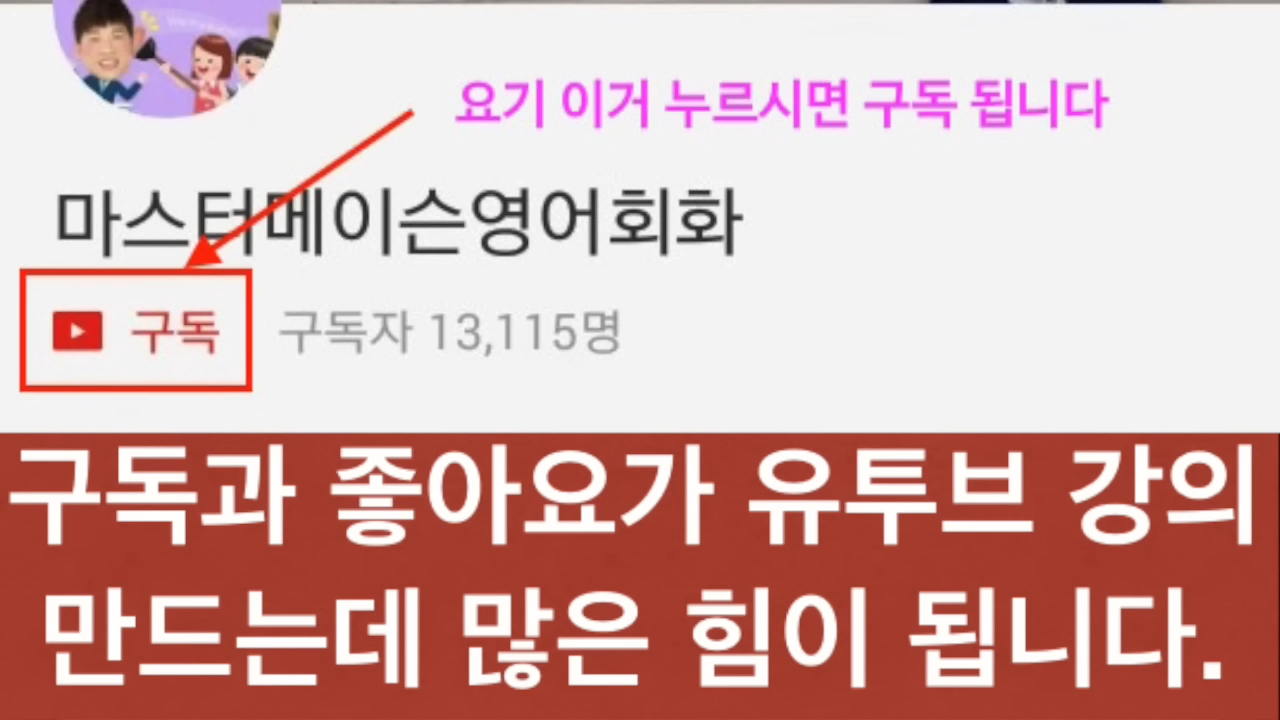 요기 이거 누르시면 구독 됩니다
마스터메이슨영어회화
구독 구독자 13,115명
구독과 좋아요가 유투브 강의
만드는데 많은 힘이 됩니다.